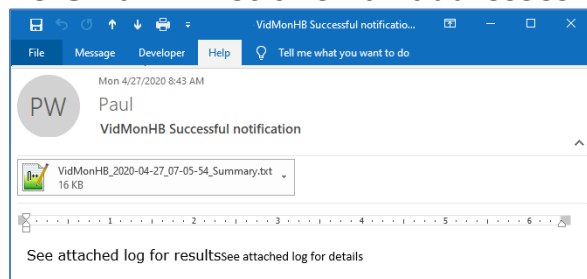 VidMonHB Successful notificatio...
File Message Developer Help Tell me what you want to do
Mon 4/27/2020 8:43 AM
PW
Paul
VidMonHB Successful notification
VidMonHB_2020-04-27_07-05-54_Summary.txt
16 KB
1 2 3 4 5 6
See attached log for resultsSee attached log for details